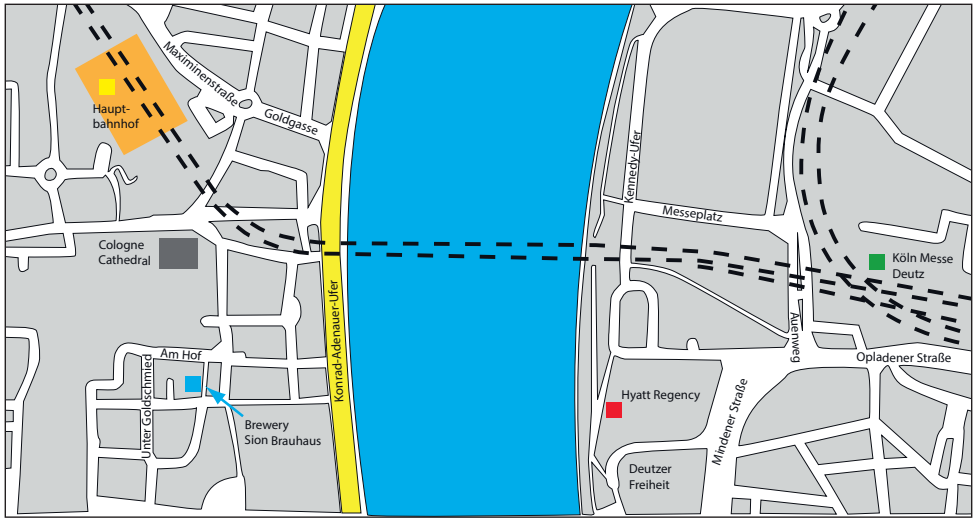 Maximinenstraße
Haupt-
bahnhof
Goldgasse
Kennedy-Ufer
Messeplatz
Cologne
Cathedral
Köln Messe
Deutz
Konrad-Adenauer-Ufer
Auenweg
Am Hof
Opladener Straße
Unter Goldschmied
Hyatt Regency
Mindener Straße
Brewery
Sion Brauhaus
Deutzer
Freiheit